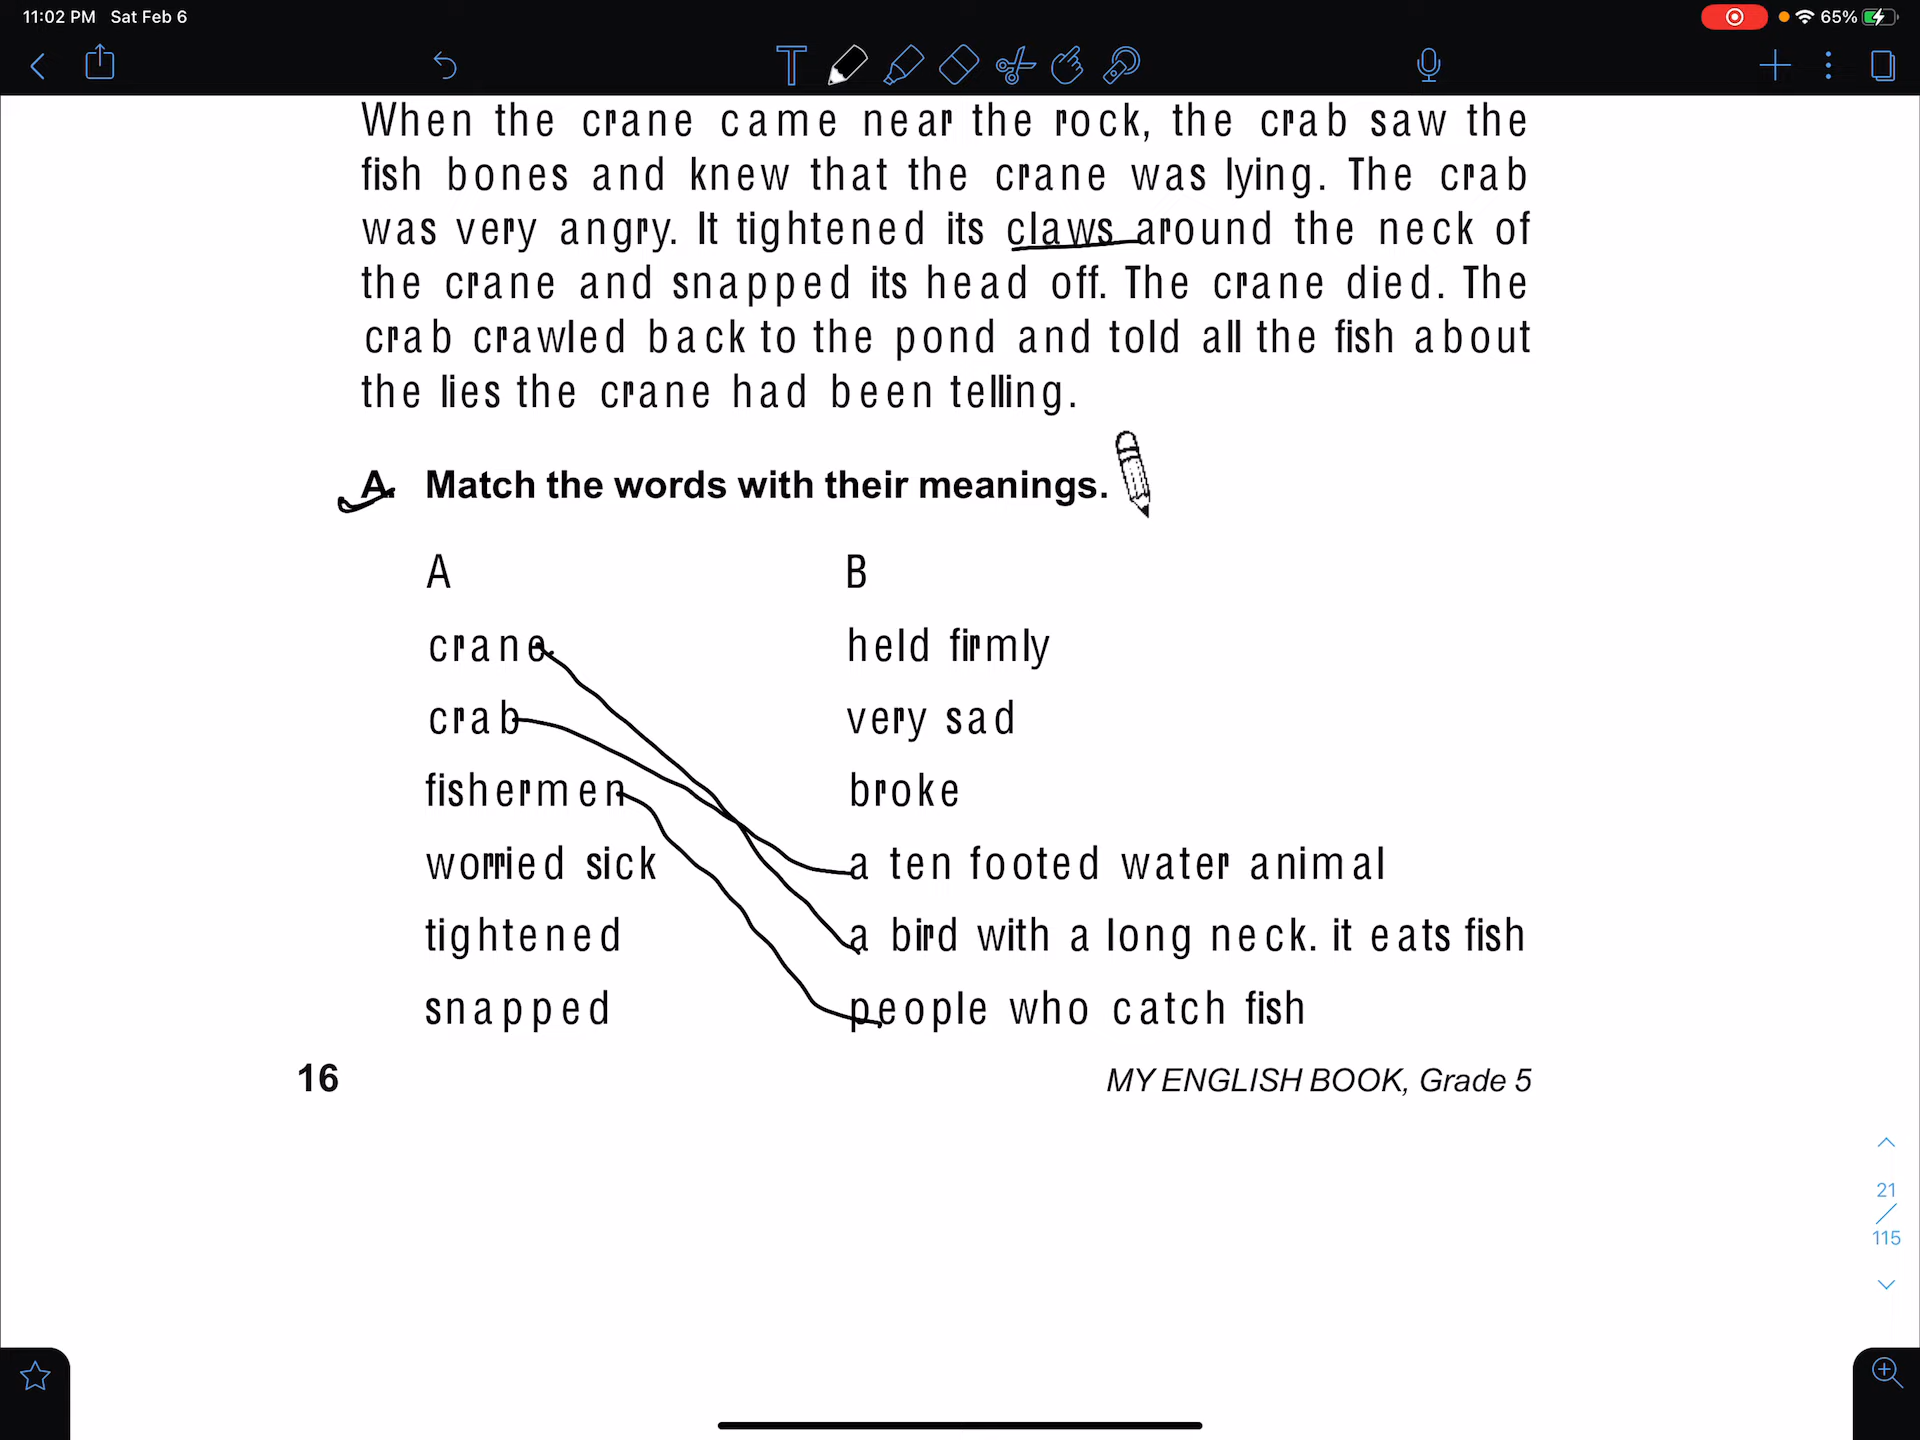 11:02 PM Sat Feb 6
65%
When the crane came near the rock, the crab saw the
fish bones and knew that the crane was lying. The crab
was very angry. It tightened its claws around the neck of
the crane and snapped its head off. The crane died. The
crab crawled back to the pond and told all the fish about
the lies the crane had been telling.
A. Match the words with their meanings.
A B
crane held firmly
crab very sad
fishermen broke
worried sick a ten footed water animal
tightened a bird with a long neck. it eats fish
snapped people who catch fish
16 MY ENGLISH BOOK, Grade 5
21
/
115